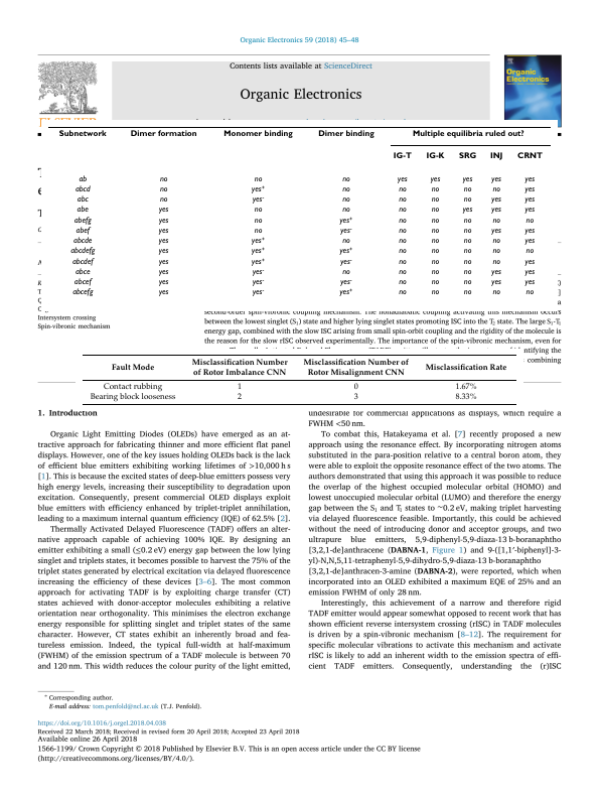 Organic Electronics 59 (2018) 45–48
Contents lists available at ScienceDirect
Organic Electronics
Organic
Electronics
Subnetwork Dimer formation Monomer binding Dimer binding Multiple equilibria ruled out?
IG-T IG-K SRG INJ CRNT
ab no no no yes yes yes yes yes
abcd no yes⁺ no no no no no yes
abc no yes⁻ no no no no yes yes
abe yes no no no no yes yes yes
abefg yes no yes⁺ no no no no no
abef yes no yes⁻ no no no yes yes
abcde yes yes⁺ no no no no no yes
abcdefg yes yes⁺ yes⁺ no no no no no
abcdef yes yes⁺ yes⁻ no no no no yes
abce yes yes⁻ no no no no yes yes
abcef yes yes⁻ yes⁻ no no no yes yes
abcefg yes yes⁻ yes⁺ no no no no no
Intersystem crossing
Spin-vibronic mechanism
second-order spin-vibronic coupling mechanism. The nonadiabatic coupling activating this mechanism occurs
between the lowest singlet (S₁) state and higher lying singlet states promoting ISC into the T₂ state. The large S₁-T₁
energy gap, combined with the slow ISC arising from small spin-orbit coupling and the rigidity of the molecule is
the reason for the slow rISC observed experimentally. The importance of the spin-vibronic mechanism, even for
ntifying the
combining
Fault Mode Misclassification Number of Rotor Imbalance CNN Misclassification Number of Rotor Misalignment CNN Misclassification Rate
Contact rubbing 1 0 1.67%
Bearing block looseness 2 3 8.33%
1. Introduction
Organic Light Emitting Diodes (OLEDs) have emerged as an at-
tractive approach for fabricating thinner and more efficient flat panel
displays. However, one of the key issues holding OLEDs back is the lack
of efficient blue emitters exhibiting working lifetimes of >10,000 h s
[1]. This is because the excited states of deep-blue emitters possess very
high energy levels, increasing their susceptibility to degradation upon
excitation. Consequently, present commercial OLED displays exploit
blue emitters with efficiency enhanced by triplet-triplet annihilation,
leading to a maximum internal quantum efficiency (IQE) of 62.5% [2].
Thermally Activated Delayed Fluorescence (TADF) offers an alter-
native approach capable of achieving 100% IQE. By designing an
emitter exhibiting a small (≤0.2 eV) energy gap between the low lying
singlet and triplets states, it becomes possible to harvest the 75% of the
triplet states generated by electrical excitation via delayed fluorescence
increasing the efficiency of these devices [3–6]. The most common
approach for activating TADF is by exploiting charge transfer (CT)
states achieved with donor-acceptor molecules exhibiting a relative
orientation near orthogonality. This minimises the electron exchange
energy responsible for splitting singlet and triplet states of the same
character. However, CT states exhibit an inherently broad and fea-
tureless emission. Indeed, the typical full-width at half-maximum
(FWHM) of the emission spectrum of a TADF molecule is between 70
and 120 nm. This width reduces the colour purity of the light emitted,
undesirable for commercial applications as displays, which require a
FWHM <50 nm.
To combat this, Hatakeyama et al. [7] recently proposed a new
approach using the resonance effect. By incorporating nitrogen atoms
substituted in the para-position relative to a central boron atom, they
were able to exploit the opposite resonance effect of the two atoms. The
authors demonstrated that using this approach it was possible to reduce
the overlap of the highest occupied molecular orbital (HOMO) and
lowest unoccupied molecular orbital (LUMO) and therefore the energy
gap between the S₁ and T₁ states to ~0.2 eV, making triplet harvesting
via delayed fluorescence feasible. Importantly, this could be achieved
without the need of introducing donor and acceptor groups, and two
ultrapure blue emitters, 5,9-diphenyl-5,9-diaza-13 b-boranaphtho
[3,2,1-de]anthracene (DABNA-1, Figure 1) and 9-([1,1′-biphenyl]-3-
yl)-N,N,5,11-tetraphenyl-5,9-dihydro-5,9-diaza-13 b-boranaphtho
[3,2,1-de]anthracen-3-amine (DABNA-2), were reported, which when
incorporated into an OLED exhibited a maximum EQE of 25% and an
emission FWHM of only 28 nm.
Interestingly, this achievement of a narrow and therefore rigid
TADF emitter would appear somewhat opposed to recent work that has
shown efficient reverse intersystem crossing (rISC) in TADF molecules
is driven by a spin-vibronic mechanism [8–12]. The requirement for
specific molecular vibrations to activate this mechanism and activate
rISC is likely to add an inherent width to the emission spectra of effi-
cient TADF emitters. Consequently, understanding the (r)ISC
* Corresponding author.
E-mail address: tom.penfold@ncl.ac.uk (T.J. Penfold).
https://doi.org/10.1016/j.orgel.2018.04.038
Received 22 March 2018; Received in revised form 20 April 2018; Accepted 23 April 2018
Available online 26 April 2018
1566-1199/ Crown Copyright © 2018 Published by Elsevier B.V. This is an open access article under the CC BY license
(http://creativecommons.org/licenses/BY/4.0/).